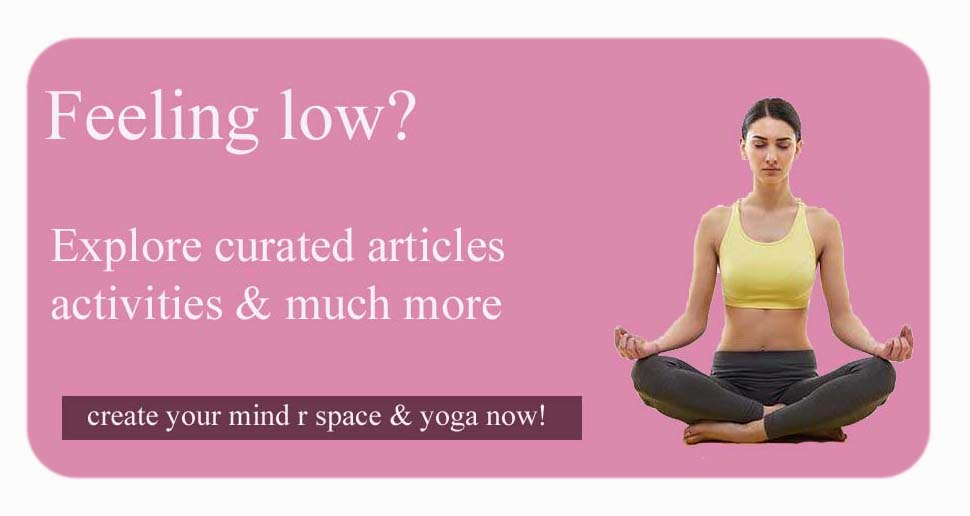 Feeling low?
Explore curated articles
activities & much more
create your mind r space & yoga now!